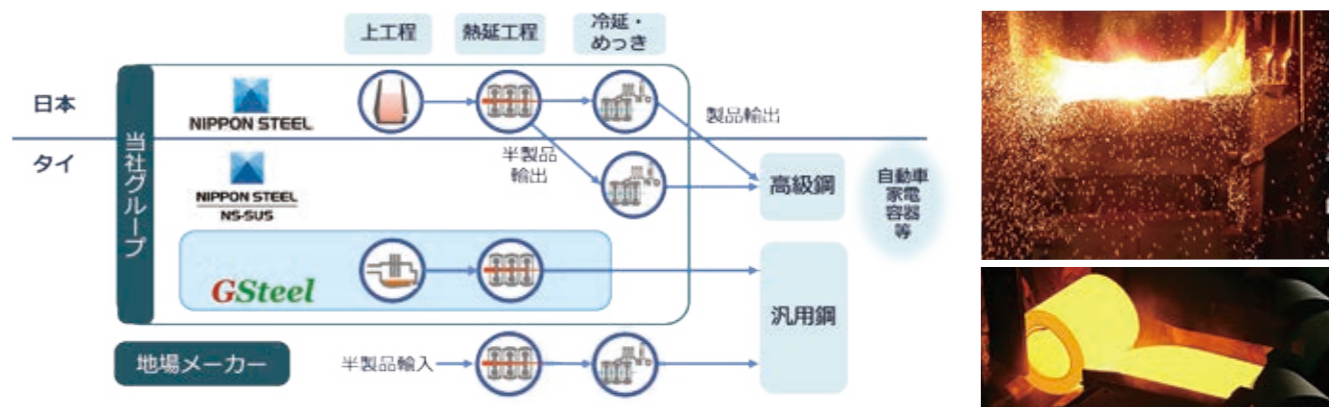 上工程
熱延工程
冷延・
めっき
日本
NIPPON STEEL
製品輸出
当社グループ
タイ
半製品
輸出
NIPPON STEEL
NS-SUS
高級鋼
自動車
家電
容器
等
GSteel
汎用鋼
地場メーカー
半製品輸入